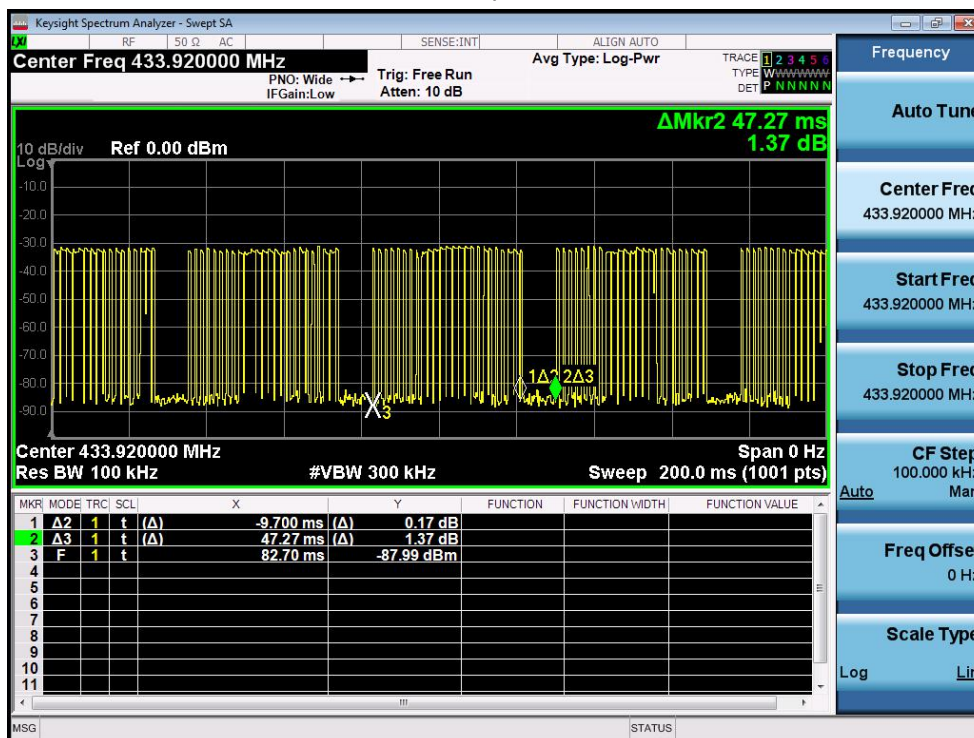 Keysight Spectrum Analyzer - Swept SA
LXI RF 50 Ω AC SENSE:INT ALIGN AUTO
Center Freq 433.920000 MHz
PNO: Wide
IFGain:Low
Trig: Free Run
Atten: 10 dB
Avg Type: Log-Pwr
TRACE 1 2 3 4 5 6
TYPE WWWWWW
DET P N N N N N
ΔMkr2 47.27 ms
1.37 dB
10 dB/div Ref 0.00 dBm
Log
-10.0
-20.0
-30.0
-40.0
-50.0
-60.0
-70.0
-80.0
-90.0
1Δ2 2Δ3
3
Center 433.920000 MHz Span 0 Hz
Res BW 100 kHz #VBW 300 kHz Sweep 200.0 ms (1001 pts)
MKR MODE TRC SCL X Y FUNCTION FUNCTION WIDTH FUNCTION VALUE
1 Δ2 1 t (Δ) -9.700 ms (Δ) 0.17 dB
2 Δ3 1 t (Δ) 47.27 ms (Δ) 1.37 dB
3 F 1 t 82.70 ms -87.99 dBm
4
5
6
7
8
9
10
11
MSG STATUS
Frequency
Auto Tune
Center Freq
433.920000 MHz
Start Freq
433.920000 MHz
Stop Freq
433.920000 MHz
CF Step
100.000 kHz
Auto Man
Freq Offset
0 Hz
Scale Type
Log Lin